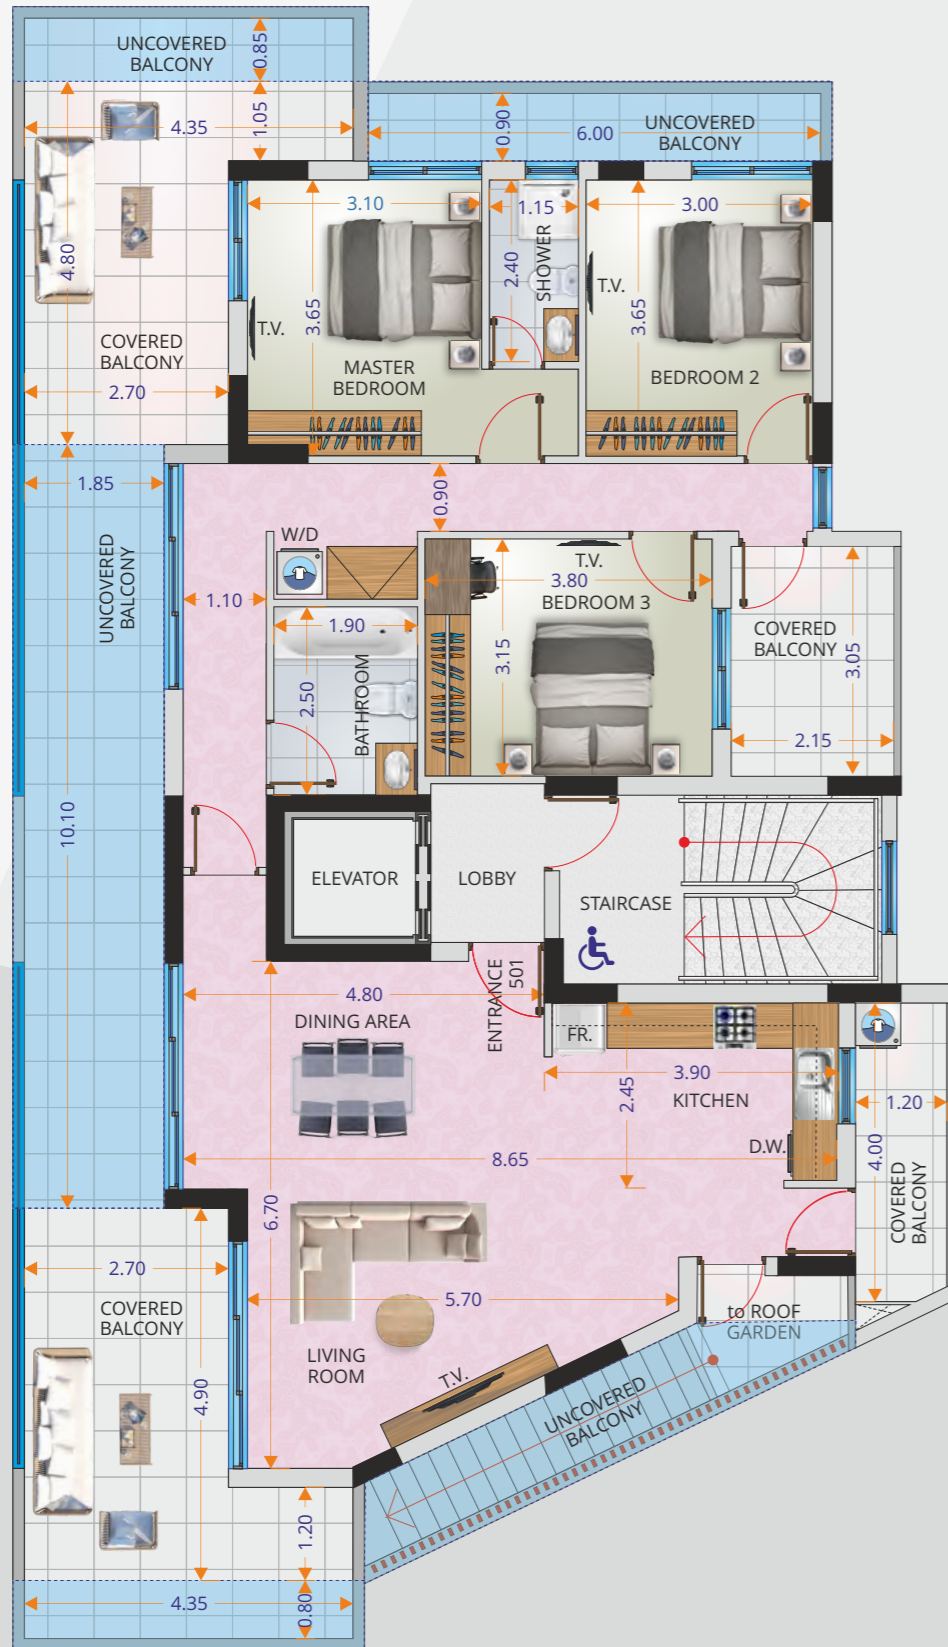 UNCOVERED
BALCONY
0.85
4.35
1.05
0.90
6.00
UNCOVERED
BALCONY
4.80
3.10
1.15
3.00
2.40
SHOWER
T.V.
3.65
3.65
T.V.
COVERED
BALCONY
MASTER
BEDROOM
BEDROOM 2
2.70
1.85
0.90
UNCOVERED
BALCONY
W/D
T.V.
3.80
BEDROOM 3
1.10
1.90
3.15
COVERED
BALCONY
3.05
2.50
BATHROOM
2.15
10.10
ELEVATOR
LOBBY
STAIRCASE
ENTRANCE
501
4.80
DINING AREA
FR.
3.90
2.45
KITCHEN
1.20
D.W.
4.00
8.65
COVERED
BALCONY
6.70
2.70
5.70
COVERED
BALCONY
to ROOF
GARDEN
LIVING
ROOM
T.V.
4.90
UNCOVERED
BALCONY
1.20
4.35
0.80